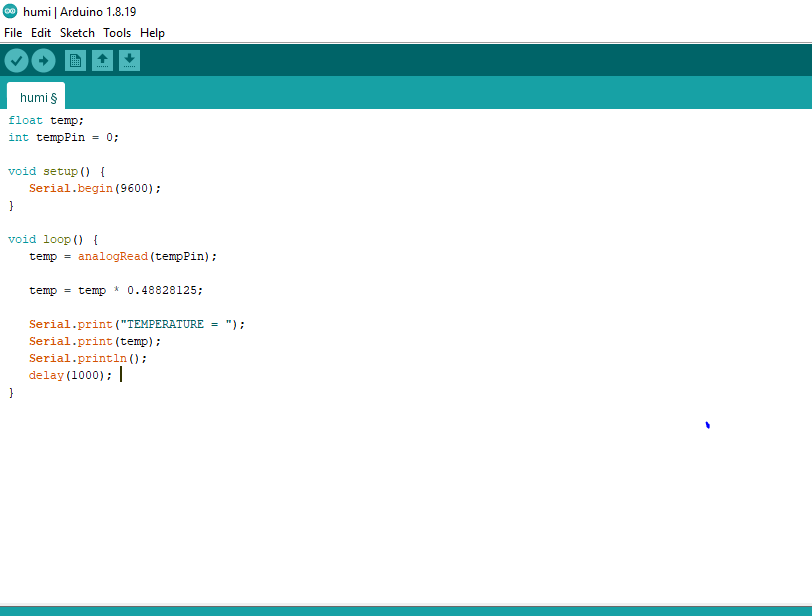 humi | Arduino 1.8.19
File Edit Sketch Tools Help
humi §
float temp;
int tempPin = 0;
void setup() {
Serial.begin(9600);
}
void loop() {
temp = analogRead(tempPin);
temp = temp * 0.48828125;
Serial.print("TEMPERATURE = ");
Serial.print(temp);
Serial.println();
delay(1000);
}